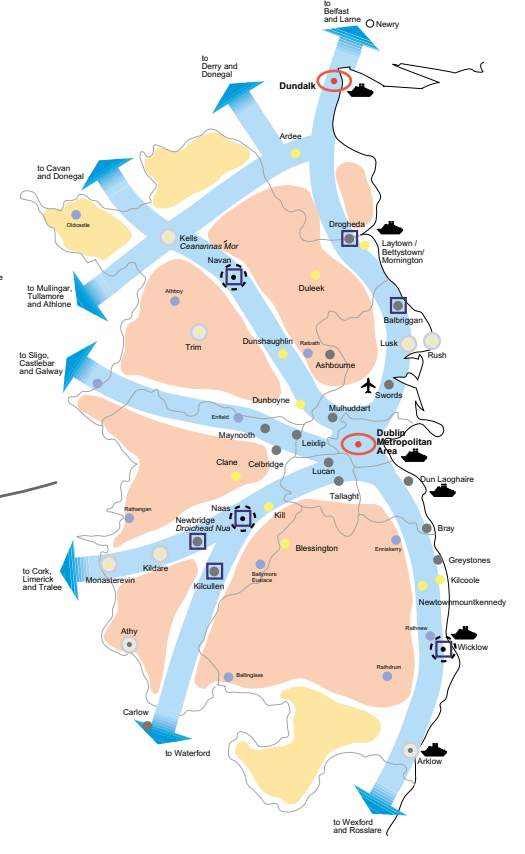 to
Belfast
and Larne
Newry
to
Derry and
Donegal
Dundalk
Ardee
to Cavan
and Donegal
Oldcastle
Kells
Ceanannas Mór
Drogheda
Laytown /
Bettystown/
Mornington
Navan
to Mullingar,
Tullamore
and Athlone
Athboy
Duleek
Balbriggan
Trim
Lusk
Rush
Dunshaughlin
Ratoath
Ashbourne
to Sligo,
Castlebar
and Galway
Swords
Dunboyne
Mulhuddart
Enfield
Maynooth
Leixlip
Dublin
Metropolitan
Area
Clane
Celbridge
Lucan
Tallaght
Dun Laoghaire
Rathangan
Naas
Kill
Newbridge
Droichead Nua
Bray
Blessington
Enniskerry
Greystones
to Cork,
Limerick
and Tralee
Monasterevin
Kildare
Kilcullen
Ballymore
Eustace
Kilcoole
Newtownmountkennedy
Athy
Rathnew
Wicklow
Baltinglass
Rathdrum
Carlow
to Waterford
Arklow
to Wexford
and Rosslare